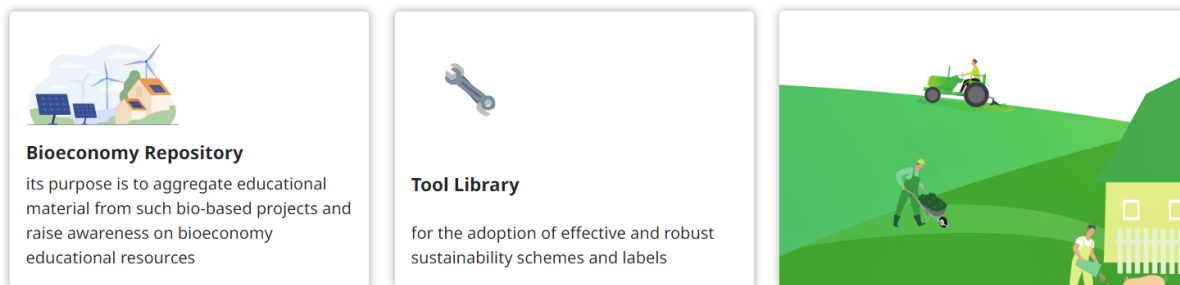 Bioeconomy Repository
its purpose is to aggregate educational
material from such bio-based projects and
raise awareness on bioeconomy
educational resources
Tool Library
for the adoption of effective and robust
sustainability schemes and labels